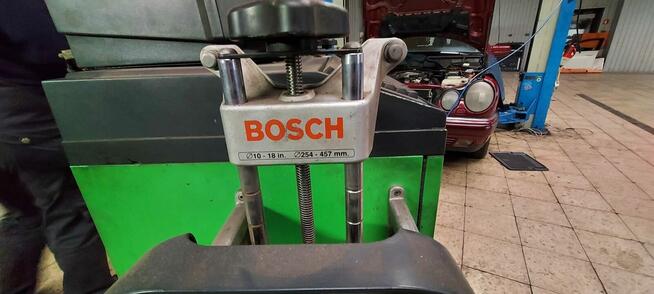 BOSCH
∅10 - 18 in. ∅254 - 457 mm.